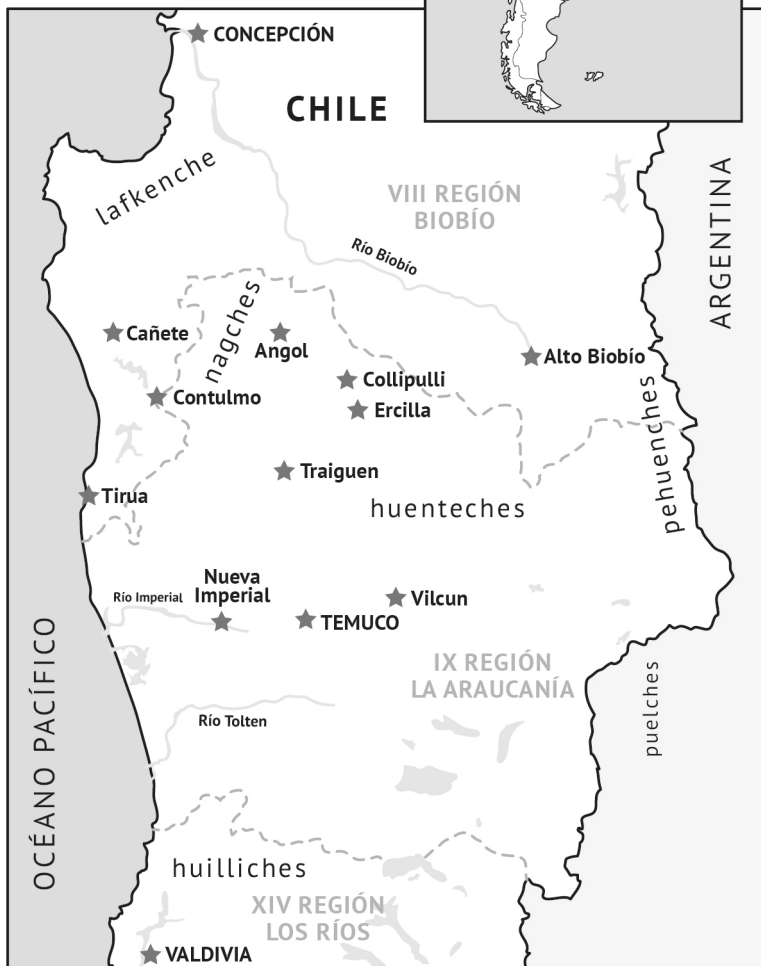 CONCEPCIÓN
CHILE
lafkenche
VIII REGIÓN
BIOBÍO
ARGENTINA
Río Biobío
nagches
Cañete
Angol
Alto Biobío
Collipulli
Contulmo
Ercilla
pehuenches
Traiguen
Tirua
huenteches
Nueva
Imperial
Río Imperial
Vilcun
TEMUCO
IX REGIÓN
LA ARAUCANÍA
puelches
OCÉANO PACÍFICO
Río Tolten
huilliches
XIV REGIÓN
LOS RÍOS
VALDIVIA